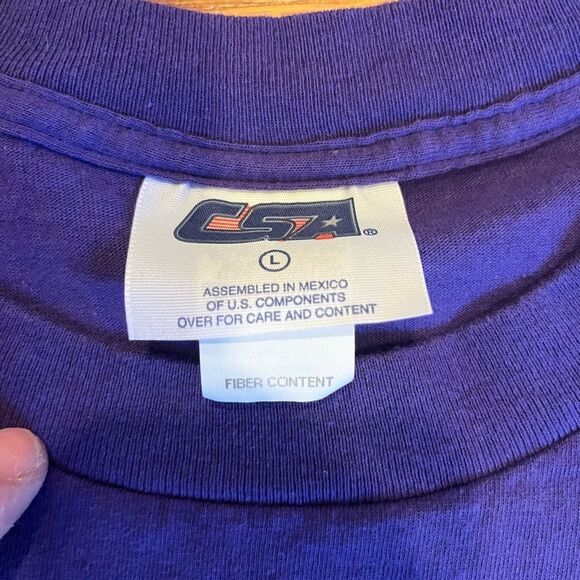 CSA®
L
ASSEMBLED IN MEXICO
OF U.S. COMPONENTS
OVER FOR CARE AND CONTENT
FIBER CONTENT